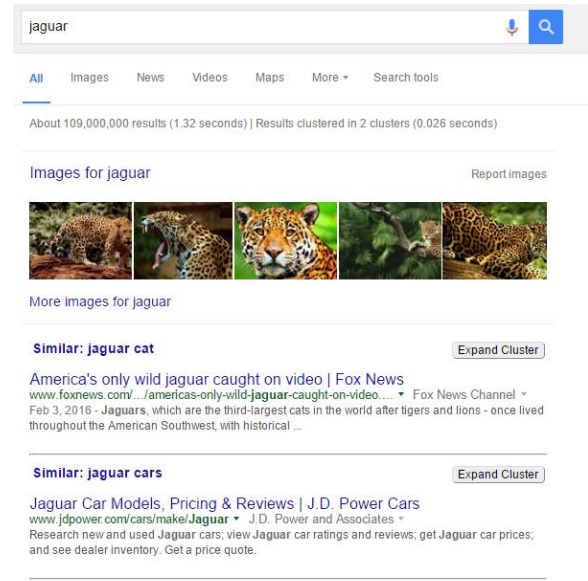 jaguar
All Images News Videos Maps More ▾ Search tools
About 109,000,000 results (1.32 seconds) | Results clustered in 2 clusters (0.026 seconds)
Images for jaguar Report images
More images for jaguar
Similar: jaguar cat Expand Cluster
America's only wild jaguar caught on video | Fox News
www.foxnews.com/.../americas-only-wild-jaguar-caught-on-video.... ▾ Fox News Channel ▾
Feb 3, 2016 - Jaguars, which are the third-largest cats in the world after tigers and lions - once lived
throughout the American Southwest, with historical ...
Similar: jaguar cars Expand Cluster
Jaguar Car Models, Pricing & Reviews | J.D. Power Cars
www.jdpower.com/cars/make/Jaguar ▾ J.D. Power and Associates ▾
Research new and used Jaguar cars; view Jaguar car ratings and reviews; get Jaguar car prices;
and see dealer inventory. Get a price quote.